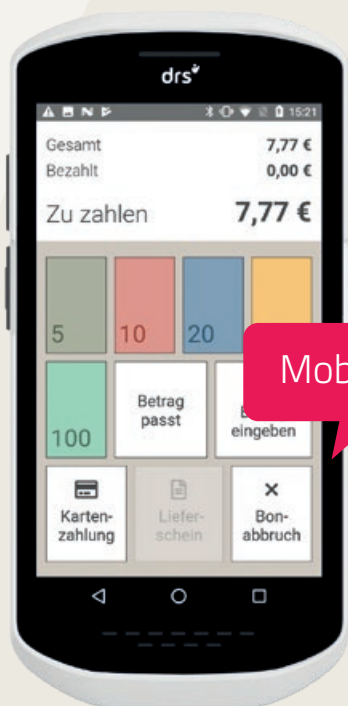 drs
15:21
Gesamt 7,77 €
Bezahlt 0,00 €
Zu zahlen 7,77 €
5 10 20
100 Betrag passt
eingeben
Karten-
zahlung
Liefer-
schein
Bon-
abbruch
Mob